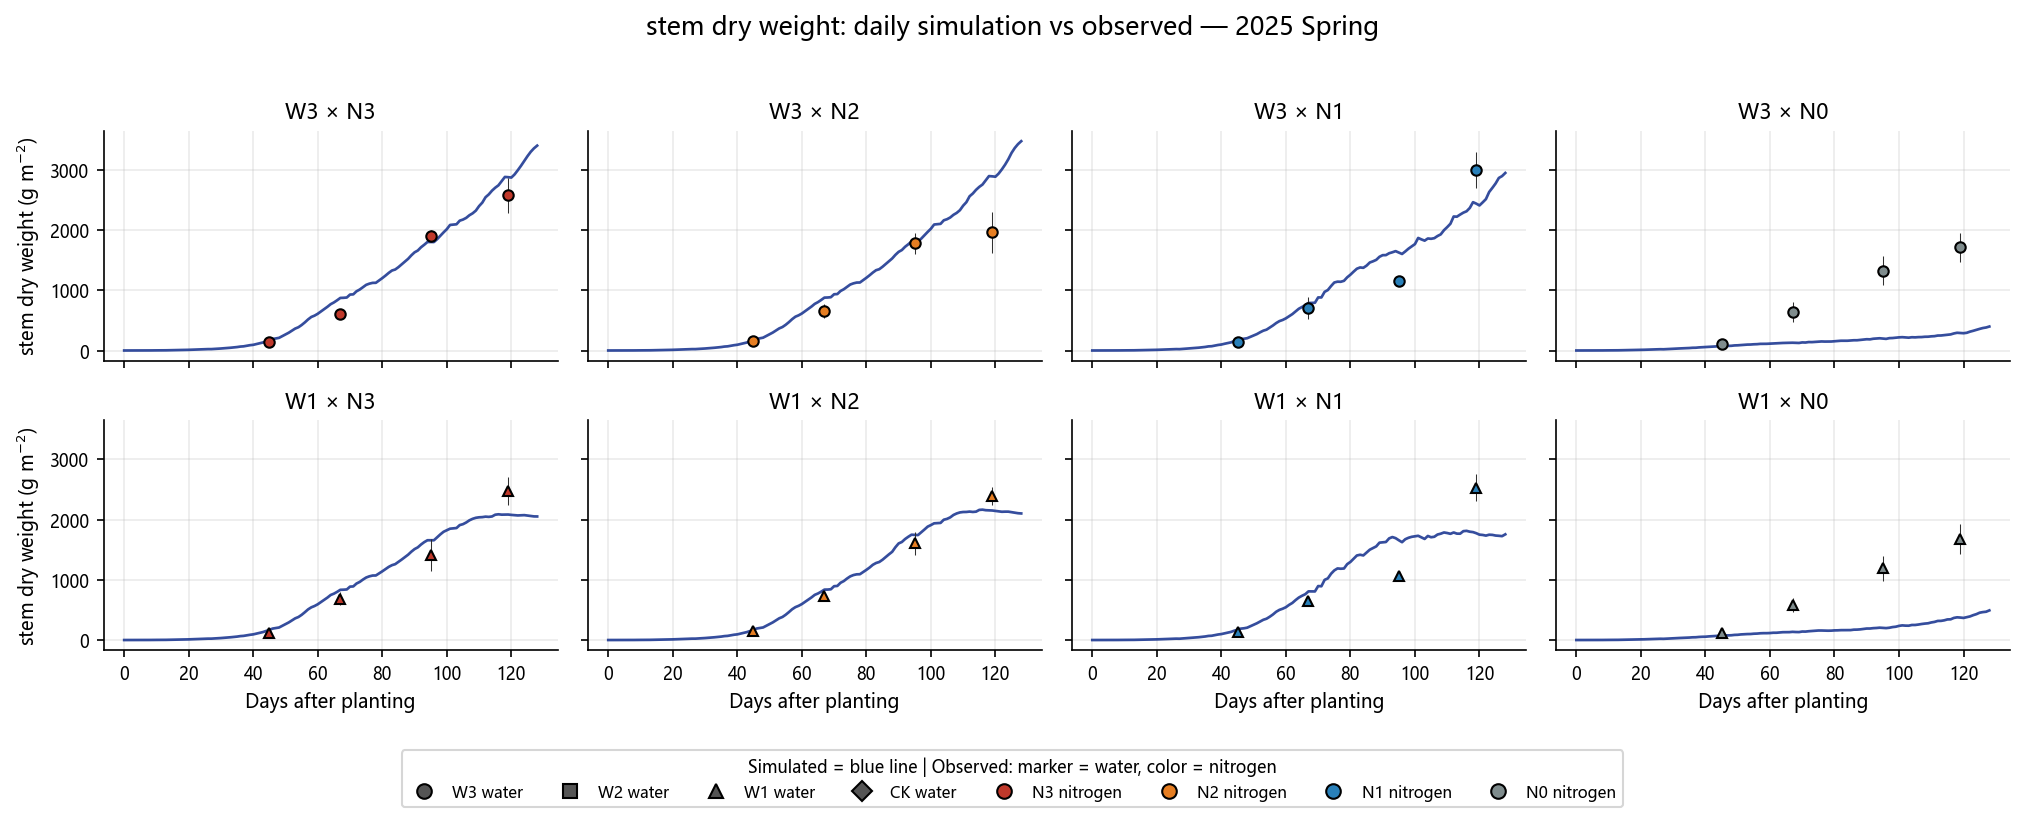 stem dry weight: daily simulation vs observed — 2025 Spring
W3 × N3
W3 × N2
W3 × N1
W3 × N0
stem dry weight (g m⁻²)
3000
2000
1000
0
W1 × N3
W1 × N2
W1 × N1
W1 × N0
stem dry weight (g m⁻²)
3000
2000
1000
0
0 20 40 60 80 100 120
0 20 40 60 80 100 120
0 20 40 60 80 100 120
0 20 40 60 80 100 120
Days after planting
Days after planting
Days after planting
Days after planting
Simulated = blue line | Observed: marker = water, color = nitrogen
W3 water W2 water W1 water CK water N3 nitrogen N2 nitrogen N1 nitrogen N0 nitrogen